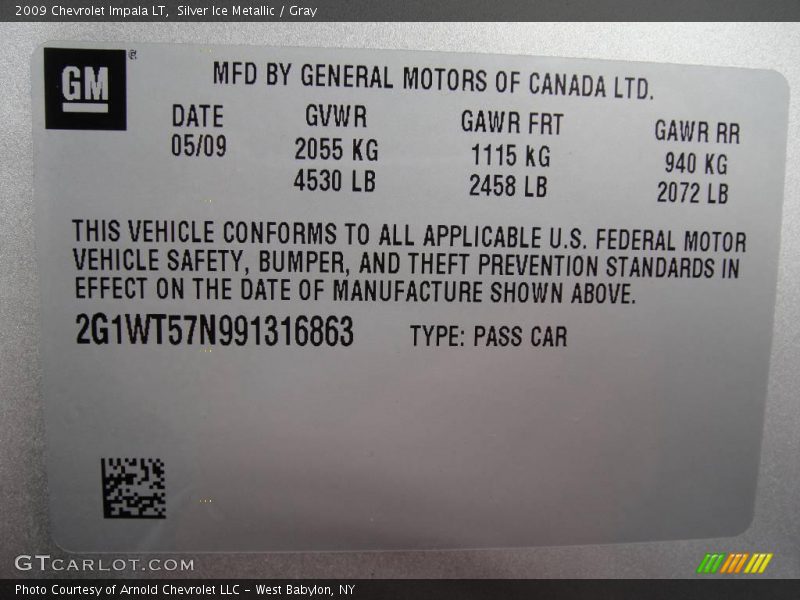 2009 Chevrolet Impala LT, Silver Ice Metallic / Gray
GM ®
MFD BY GENERAL MOTORS OF CANADA LTD.
DATE GVWR GAWR FRT GAWR RR
05/09 2055 KG 1115 KG 940 KG
4530 LB 2458 LB 2072 LB
THIS VEHICLE CONFORMS TO ALL APPLICABLE U.S. FEDERAL MOTOR
VEHICLE SAFETY, BUMPER, AND THEFT PREVENTION STANDARDS IN
EFFECT ON THE DATE OF MANUFACTURE SHOWN ABOVE.
2G1WT57N991316863 TYPE: PASS CAR
GTCARLOT.COM
Photo Courtesy of Arnold Chevrolet LLC - West Babylon, NY